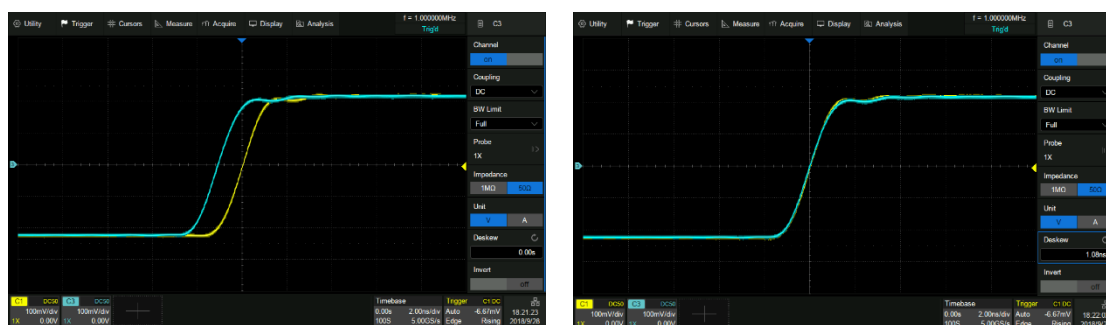 Utility Trigger Cursors Measure Acquire Display Analysis f = 1.000000MHz Trig'd C3
Channel
on
Coupling
DC
BW Limit
Full
Probe
1X
Impedance
1MΩ 50Ω
Unit
V A
Deskew
0.00s
Invert
off
C1 DC50 C3 DC50
100mV/div 100mV/div
1X 0.00V 1X 0.00V
Timebase
0.00s 2.00ns/div
100S 5.00GS/s
Trigger C1 DC
Auto -6.67mV
Edge Rising
18:21:23
2018/9/28
Utility Trigger Cursors Measure Acquire Display Analysis f = 1.000000MHz Trig'd C3
Channel
on
Coupling
DC
BW Limit
Full
Probe
1X
Impedance
1MΩ 50Ω
Unit
V A
Deskew
1.08ns
Invert
off
C1 DC50 C3 DC50
100mV/div 100mV/div
1X 0.00V 1X 0.00V
Timebase
0.00s 2.00ns/div
100S 5.00GS/s
Trigger C1 DC
Auto -6.67mV
Edge Rising